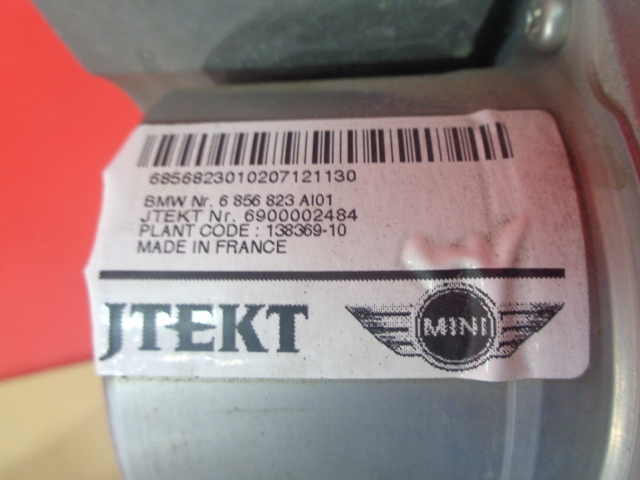 6856823010207121130
BMW Nr. 6 856 823 AI01
JTEKT Nr. 6900002484
PLANT CODE : 138369-10
MADE IN FRANCE
JTEKT
MINI